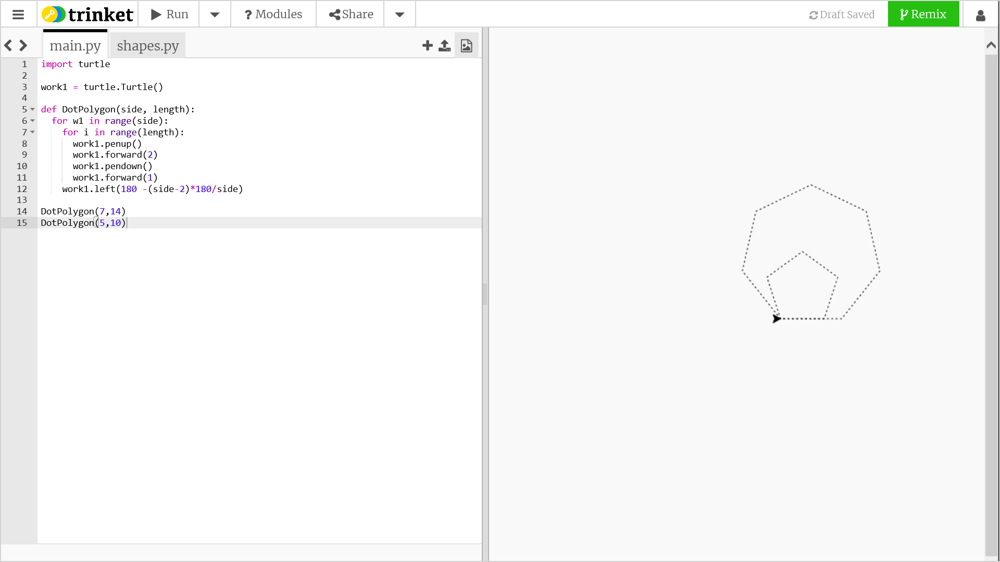 trinket Run ? Modules Share Draft Saved Remix
main.py shapes.py
1 import turtle
2
3 work1 = turtle.Turtle()
4
5 def DotPolygon(side, length):
6 for w1 in range(side):
7 for i in range(length):
8 work1.penup()
9 work1.forward(2)
10 work1.pendown()
11 work1.forward(1)
12 work1.left(180 -(side-2)*180/side)
13
14 DotPolygon(7,14)
15 DotPolygon(5,10)